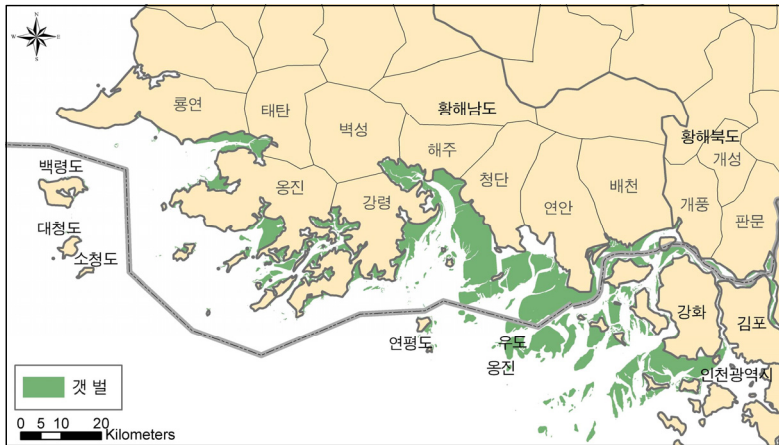 N
W E
S
룡연
태탄
벽성
황해남도
해주
청단
연안
배천
황해북도
개성
개풍
판문
백령도
대청도
소청도
옹진
강령
연평도
우도
옹진
강화
김포
인천광역시
갯 벌
0 5 10 20
Kilometers